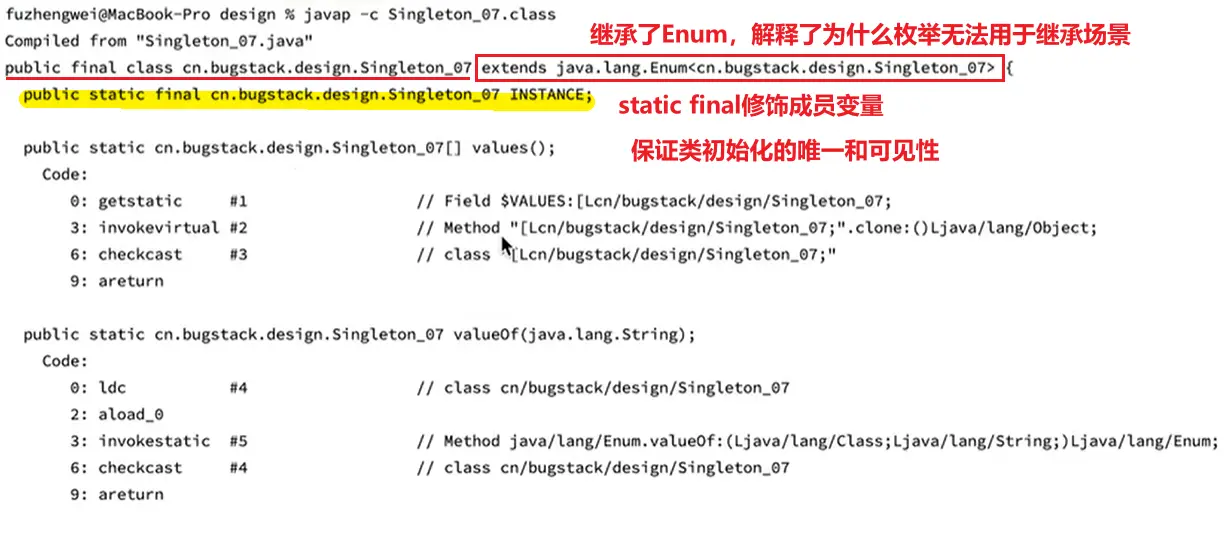 fuzhengwei@MacBook-Pro design % javap -c Singleton_07.class
Compiled from "Singleton_07.java"
继承了Enum，解释了为什么枚举无法用于继承场景
public final class cn.bugstack.design.Singleton_07 extends java.lang.Enum<cn.bugstack.design.Singleton_07> {
public static final cn.bugstack.design.Singleton_07 INSTANCE;
static final修饰成员变量
保证类初始化的唯一和可见性
public static cn.bugstack.design.Singleton_07[] values();
Code:
0: getstatic #1 // Field $VALUES:[Lcn/bugstack/design/Singleton_07;
3: invokevirtual #2 // Method "[Lcn/bugstack/design/Singleton_07;".clone:()Ljava/lang/Object;
6: checkcast #3 // class "[Lcn/bugstack/design/Singleton_07;"
9: areturn
public static cn.bugstack.design.Singleton_07 valueOf(java.lang.String);
Code:
0: ldc #4 // class cn/bugstack/design/Singleton_07
2: aload_0
3: invokestatic #5 // Method java/lang/Enum.valueOf:(Ljava/lang/Class;Ljava/lang/String;)Ljava/lang/Enum;
6: checkcast #4 // class cn/bugstack/design/Singleton_07
9: areturn